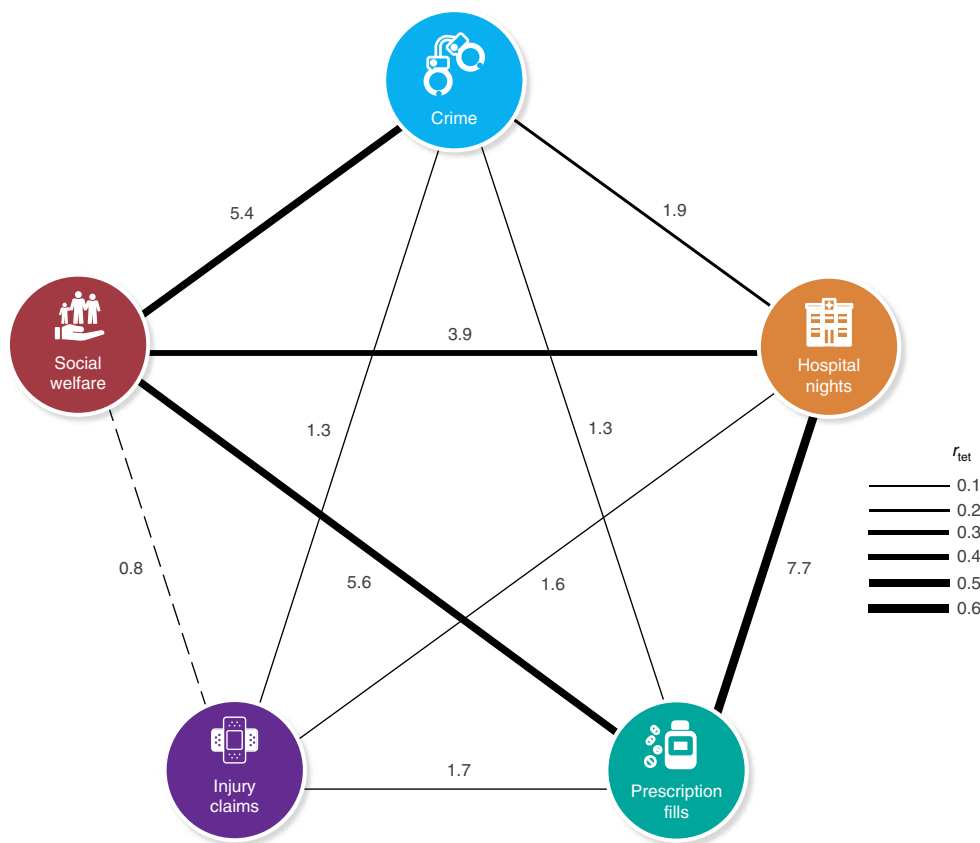 Crime
5.4
1.9
Social
welfare
3.9
Hospital
nights
1.3
1.3
r_tet
0.1
0.2
0.3
0.4
0.5
0.6
0.8
5.6
1.6
7.7
Injury
claims
1.7
Prescription
fills